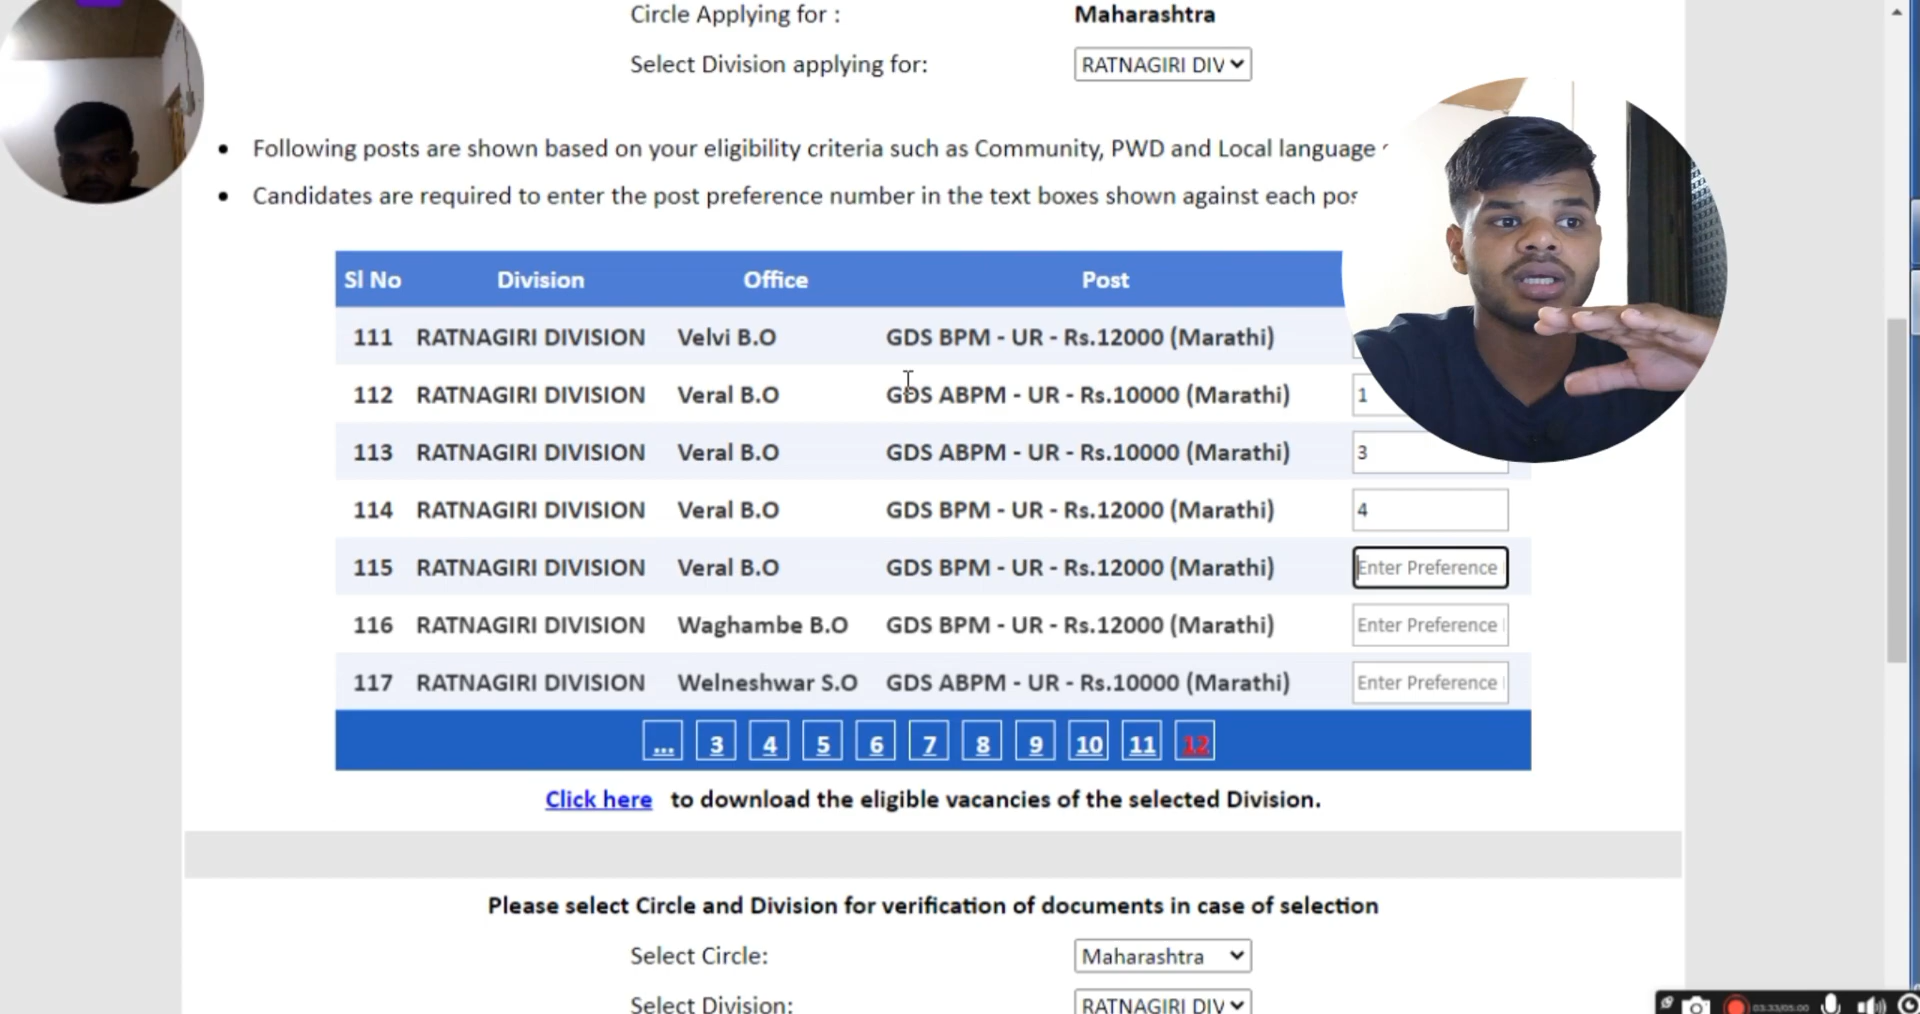 Circle Applying for : Maharashtra
Select Division applying for: RATNAGIRI DIV
• Following posts are shown based on your eligibility criteria such as Community, PWD and Local language
• Candidates are required to enter the post preference number in the text boxes shown against each
Sl No Division Office Post
111 RATNAGIRI DIVISION Velvi B.O GDS BPM - UR - Rs.12000 (Marathi)
112 RATNAGIRI DIVISION Veral B.O GDS ABPM - UR - Rs.10000 (Marathi) 1
113 RATNAGIRI DIVISION Veral B.O GDS ABPM - UR - Rs.10000 (Marathi) 3
114 RATNAGIRI DIVISION Veral B.O GDS BPM - UR - Rs.12000 (Marathi) 4
115 RATNAGIRI DIVISION Veral B.O GDS BPM - UR - Rs.12000 (Marathi) Enter Preference
116 RATNAGIRI DIVISION Waghambe B.O GDS BPM - UR - Rs.12000 (Marathi) Enter Preference
117 RATNAGIRI DIVISION Welneshwar S.O GDS ABPM - UR - Rs.10000 (Marathi) Enter Preference
... 3 4 5 6 7 8 9 10 11 12
Click here to download the eligible vacancies of the selected Division.
Please select Circle and Division for verification of documents in case of selection
Select Circle: Maharashtra
Select Division: RATNAGIRI DIV
03:33/05:00